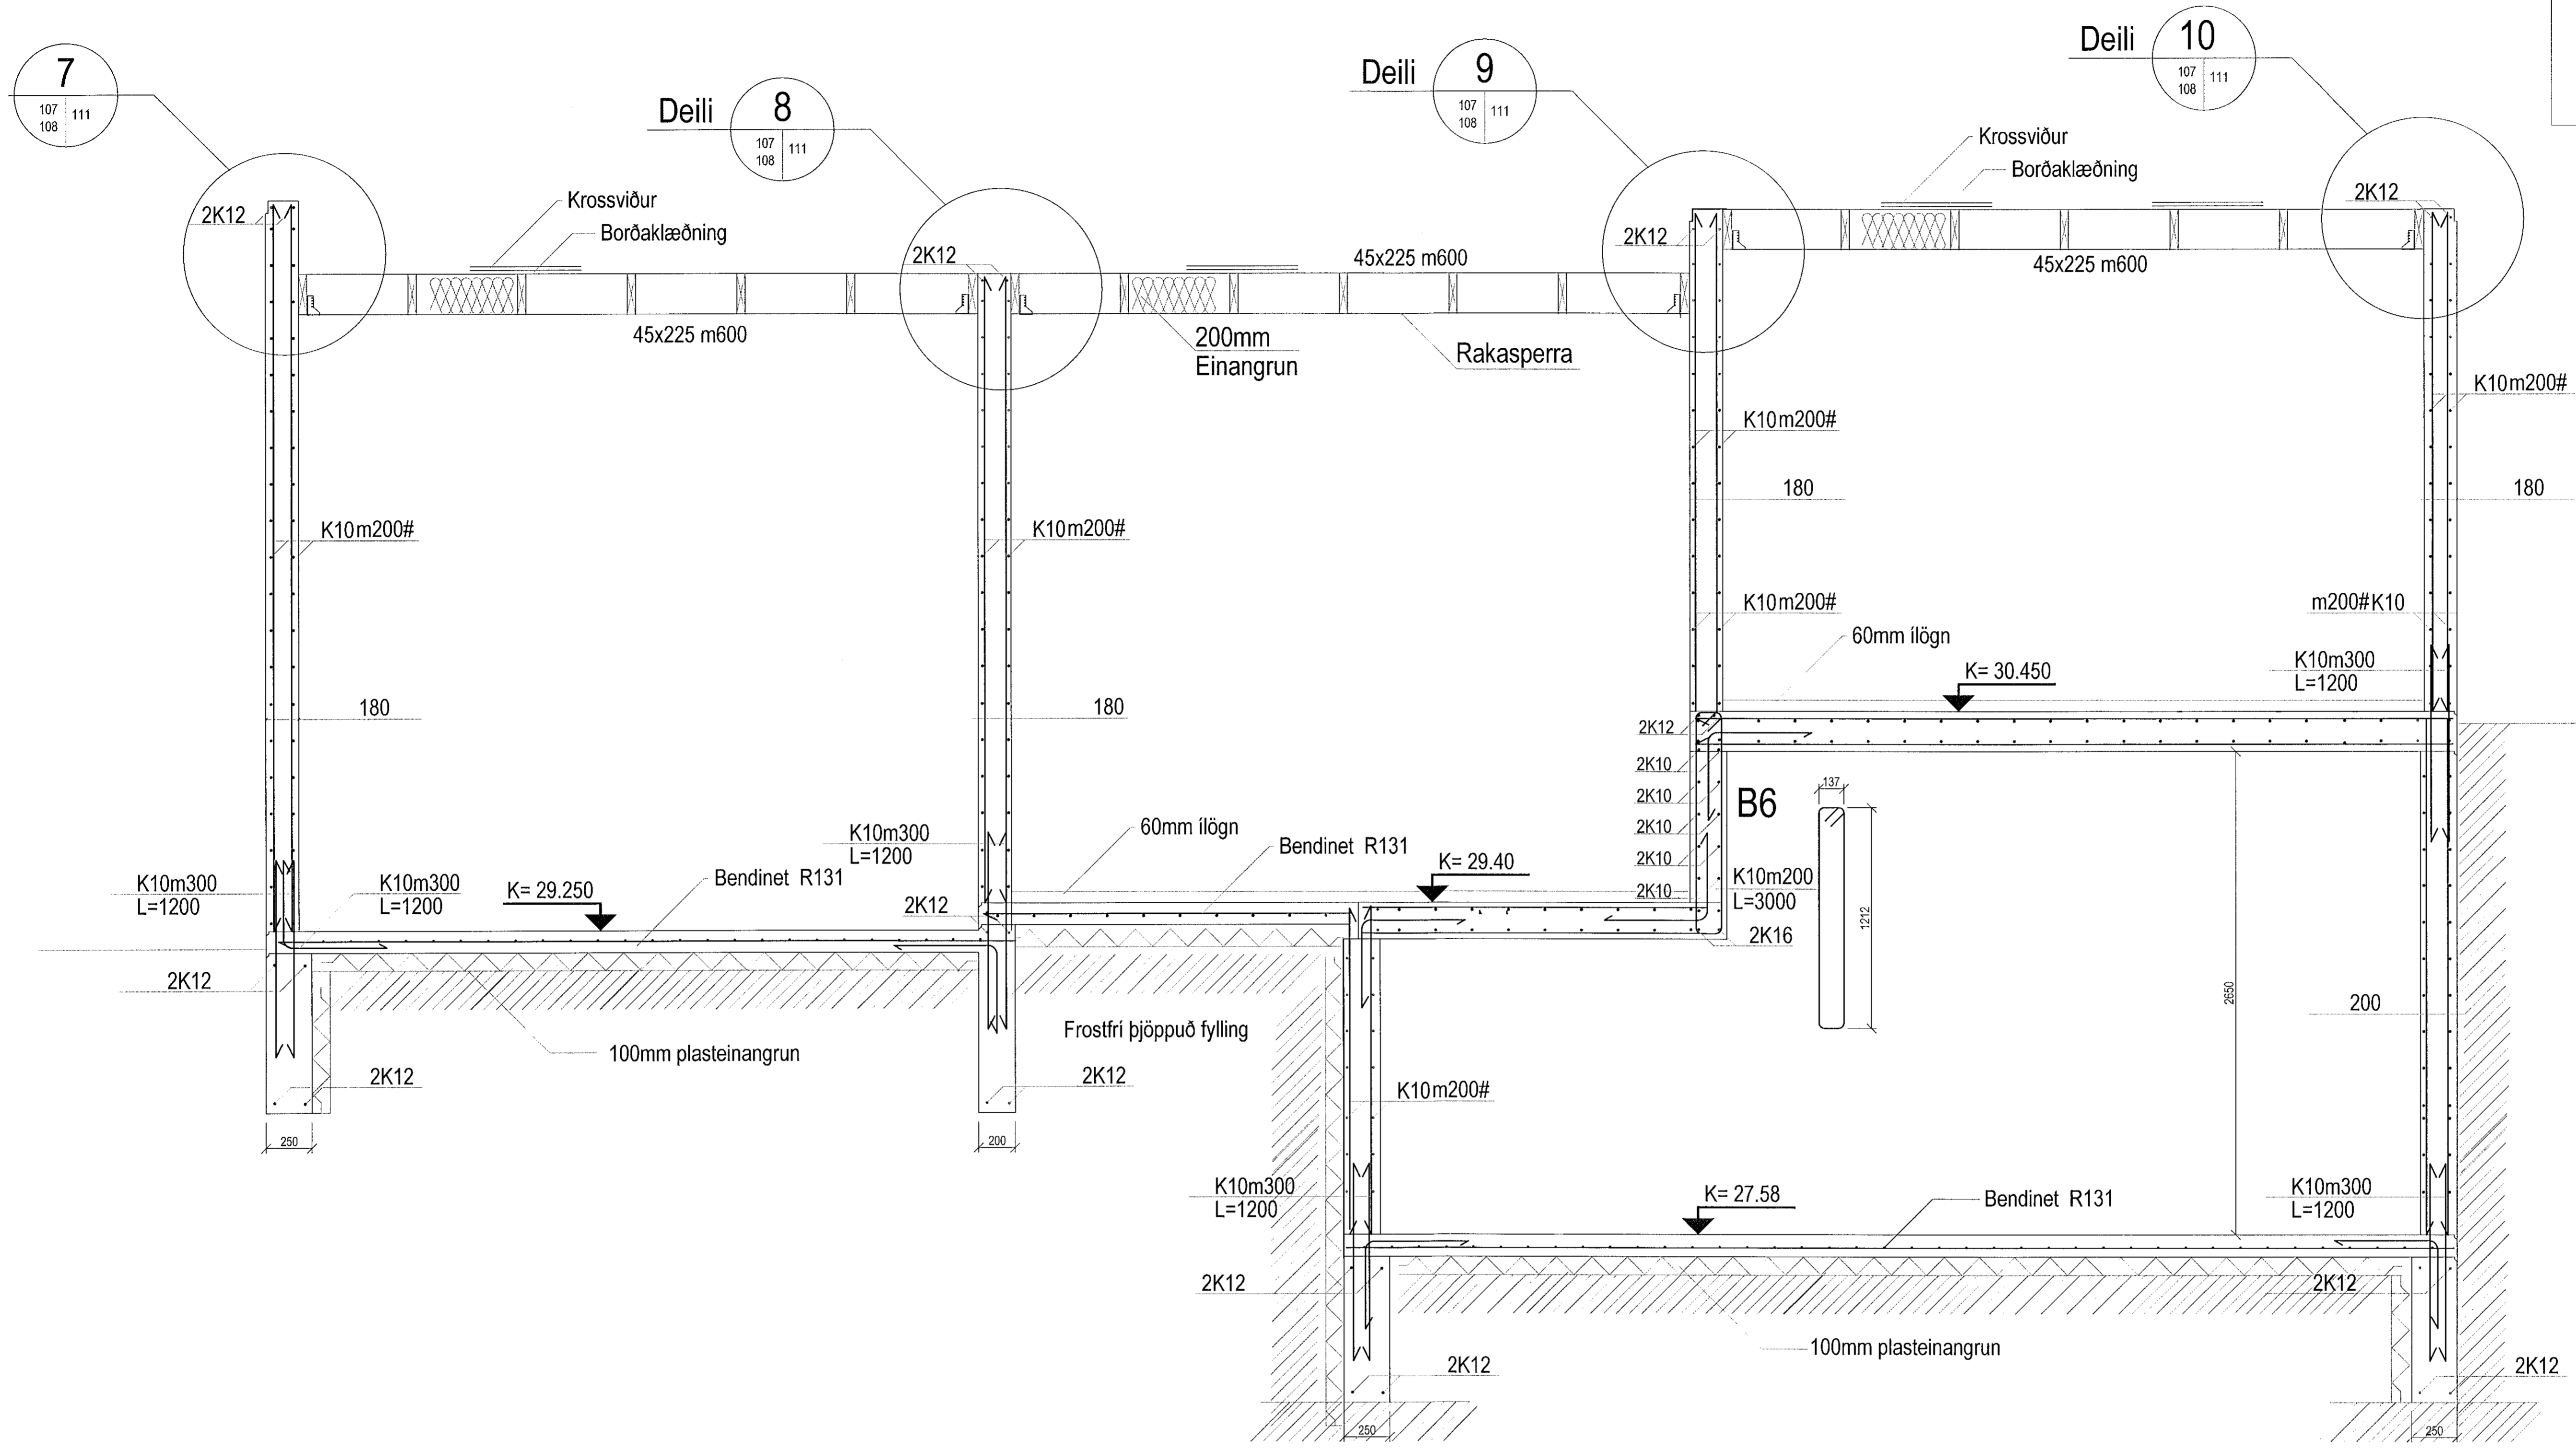 7
107
108
111
Deili
8
107
108
111
Deili
9
107
108
111
Deili
10
107
108
111
Krossviður
Borðaklæðning
Krossviður
Borðaklæðning
2K12
2K12
2K12
2K12
45x225 m600
45x225 m600
45x225 m600
200mm
Einangrun
Rakasperra
K10m200#
K10m200#
K10m200#
K10m200#
180
180
K10m200#
K10m200#
m200#K10
60mm ílögn
K= 30.450
K10m300
L=1200
180
180
2K12
2K10
2K10
2K10
2K10
2K10
B6
137
1212
K10m200
L=3000
2K16
60mm ílögn
Bendinet R131
K= 29.40
K10m300
L=1200
Bendinet R131
K= 29.250
K10m300
L=1200
K10m300
L=1200
2K12
2K12
100mm plasteinangrun
2K12
Frostfrí þjöppuð fylling
2K12
250
200
2650
200
K10m200#
K10m300
L=1200
K= 27.58
Bendinet R131
K10m300
L=1200
2K12
2K12
100mm plasteinangrun
2K12
2K12
250
250